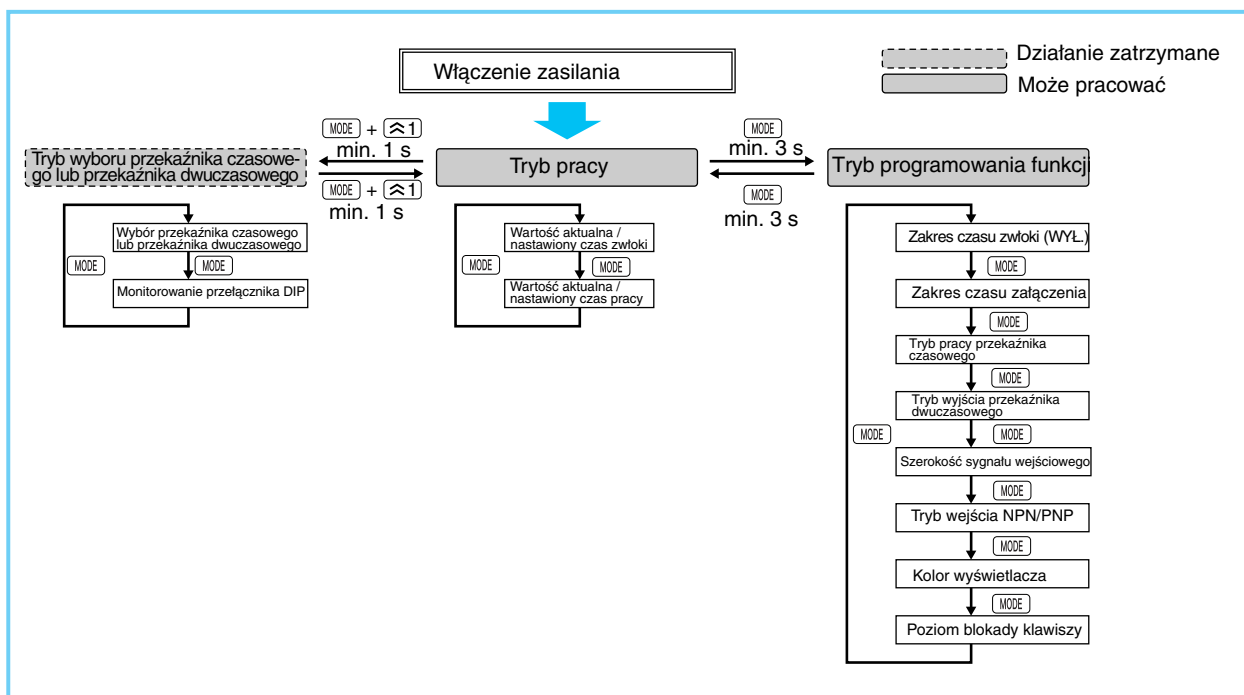 Włączenie zasilania
Działanie zatrzymane
Może pracować
MODE + 1
min. 1 s
MODE + 1
min. 1 s
MODE
min. 3 s
MODE
min. 3 s
Tryb wyboru przekaźnika czasowe-
go lub przekaźnika dwuczasowego
Tryb pracy
Tryb programowania funkcji
Wybór przekaźnika czasowego
lub przekaźnika dwuczasowego
MODE
MODE
Monitorowanie przełącznika DIP
Wartość aktualna /
nastawiony czas zwłoki
MODE
MODE
Wartość aktualna /
nastawiony czas pracy
Zakres czasu zwłoki (WYŁ.)
MODE
Zakres czasu załączenia
MODE
Tryb pracy przekaźnika
czasowego
MODE
Tryb wyjścia przekaźnika
dwuczasowego
MODE
MODE
Szerokość sygnału wejściowego
MODE
Tryb wejścia NPN/PNP
MODE
Kolor wyświetlacza
MODE
Poziom blokady klawiszy